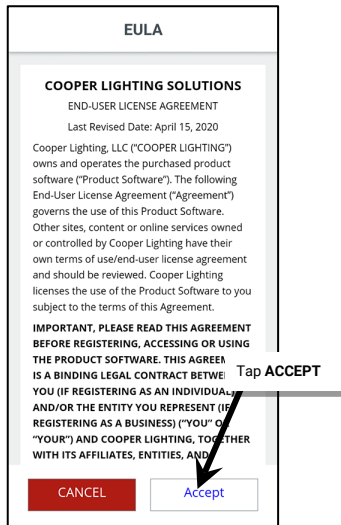 EULA
COOPER LIGHTING SOLUTIONS
END-USER LICENSE AGREEMENT
Last Revised Date: April 15, 2020
Cooper Lighting, LLC (“COOPER LIGHTING”)
owns and operates the purchased product
software (“Product Software”). The following
End-User License Agreement (“Agreement”)
governs the use of this Product Software.
Other sites, content or online services owned
or controlled by Cooper Lighting have their
own terms of use/end-user license agreement
and should be reviewed. Cooper Lighting
licenses the use of the Product Software to you
subject to the terms of this Agreement.
IMPORTANT, PLEASE READ THIS AGREEMENT
BEFORE REGISTERING, ACCESSING OR USING
THE PRODUCT SOFTWARE. THIS
IS A BINDING LEGAL CONTRACT
YOU (IF REGISTERING AS AN INDIVIDUAL)
AND/OR THE ENTITY YOU REPRESENT (IF
REGISTERING AS A BUSINESS) (“YOU”
“YOUR”) AND COOPER LIGHTING, TOGETHER
WITH ITS AFFILIATES, ENTITIES, AND
Tap ACCEPT
CANCEL
Accept